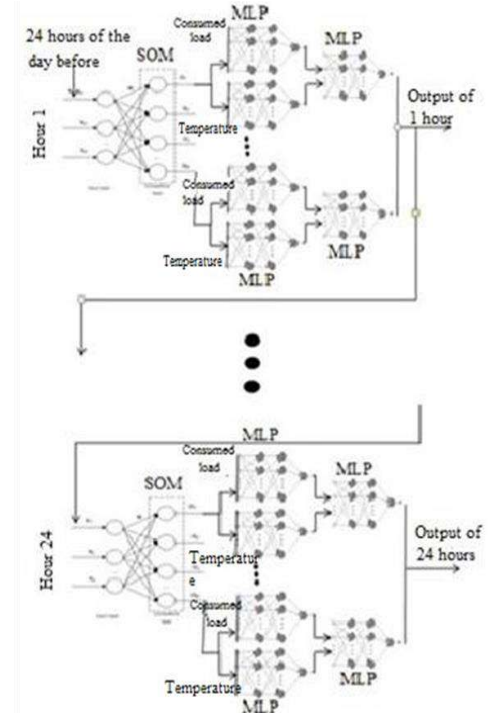 MLP
Consumed
load
MLP
24 hours of the
day before
SOM
Hour 1
Temperature
Output of
1 hour
Consumed
load
Temperature
MLP
MLP
MLP
Consumed
load
MLP
SOM
Hour 24
Temperatur
e
Output of
24 hours
Consumed
load
Temperature
MLP
MLP